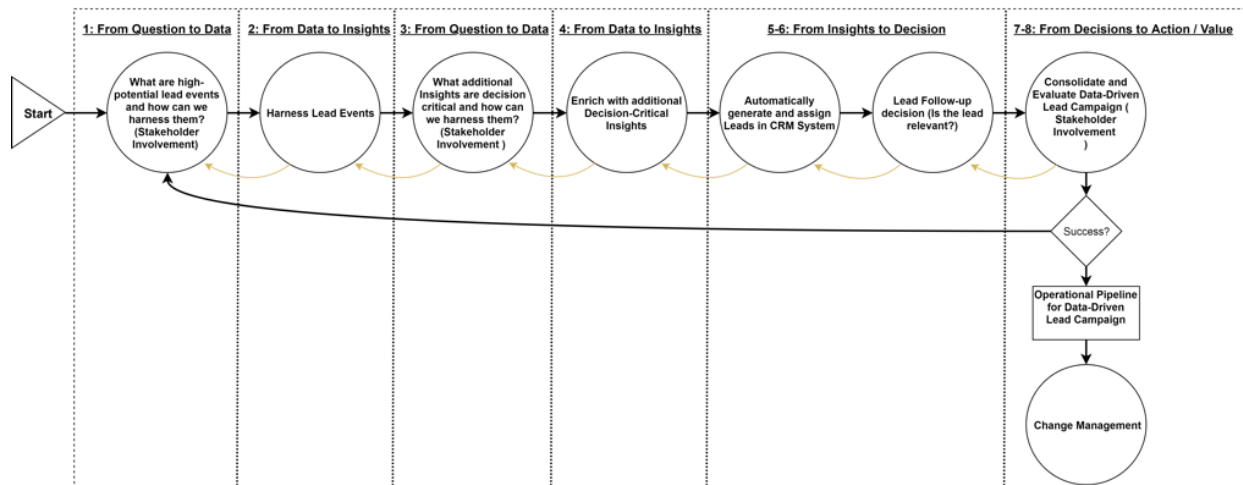 1: From Question to Data
2: From Data to Insights
3: From Question to Data
4: From Data to Insights
5-6: From Insights to Decision
7-8: From Decisions to Action / Value
Start
What are high-
potential lead events
and how can we
harness them?
(Stakeholder
Involvement)
Harness Lead Events
What additional
Insights are decision
critical and how can
we harness them?
(Stakeholder
Involvement )
Enrich with additional
Decision-Critical
Insights
Automatically
generate and assign
Leads in CRM System
Lead Follow-up
decision (Is the lead
relevant?)
Consolidate and
Evaluate Data-Driven
Lead Campaign (
Stakeholder
Involvement
)
Success?
Operational Pipeline
for Data-Driven
Lead Campaign
Change Management